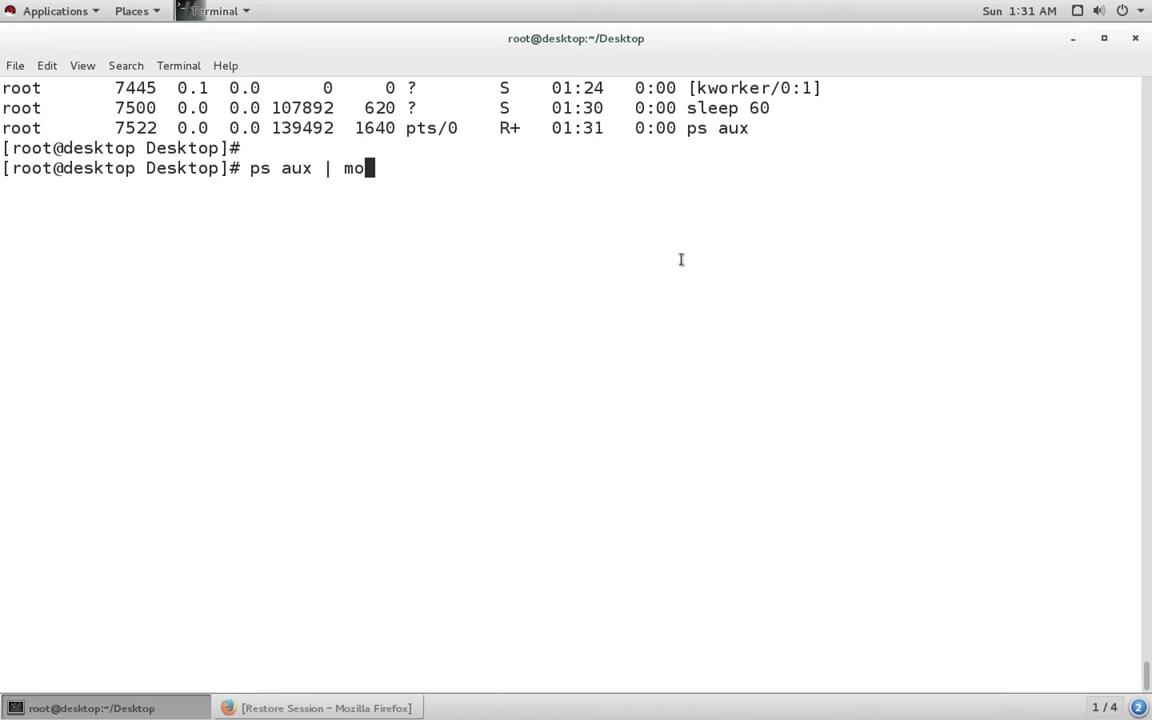 Applications Places Terminal Sun 1:31 AM
root@desktop:~/Desktop
File Edit View Search Terminal Help
root 7445 0.1 0.0 0 0 ? S 01:24 0:00 [kworker/0:1]
root 7500 0.0 0.0 107892 620 ? S 01:30 0:00 sleep 60
root 7522 0.0 0.0 139492 1640 pts/0 R+ 01:31 0:00 ps aux
[root@desktop Desktop]#
[root@desktop Desktop]# ps aux | mo
root@desktop:~/Desktop [Restore Session - Mozilla Firefox] 1 / 4 2